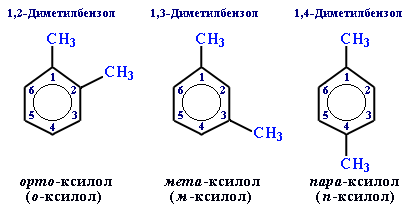 1,2-Диметилбензол 1,3-Диметилбензол 1,4-Диметилбензол
CH3 CH3 CH3
CH3
1 1 1
6 2 6 2 6 2
5 3 5 3 5 3
4 4 4
CH3
CH3
орто-ксилол мета-ксилол пара-ксилол
(о-ксилол) (м-ксилол) (п-ксилол)